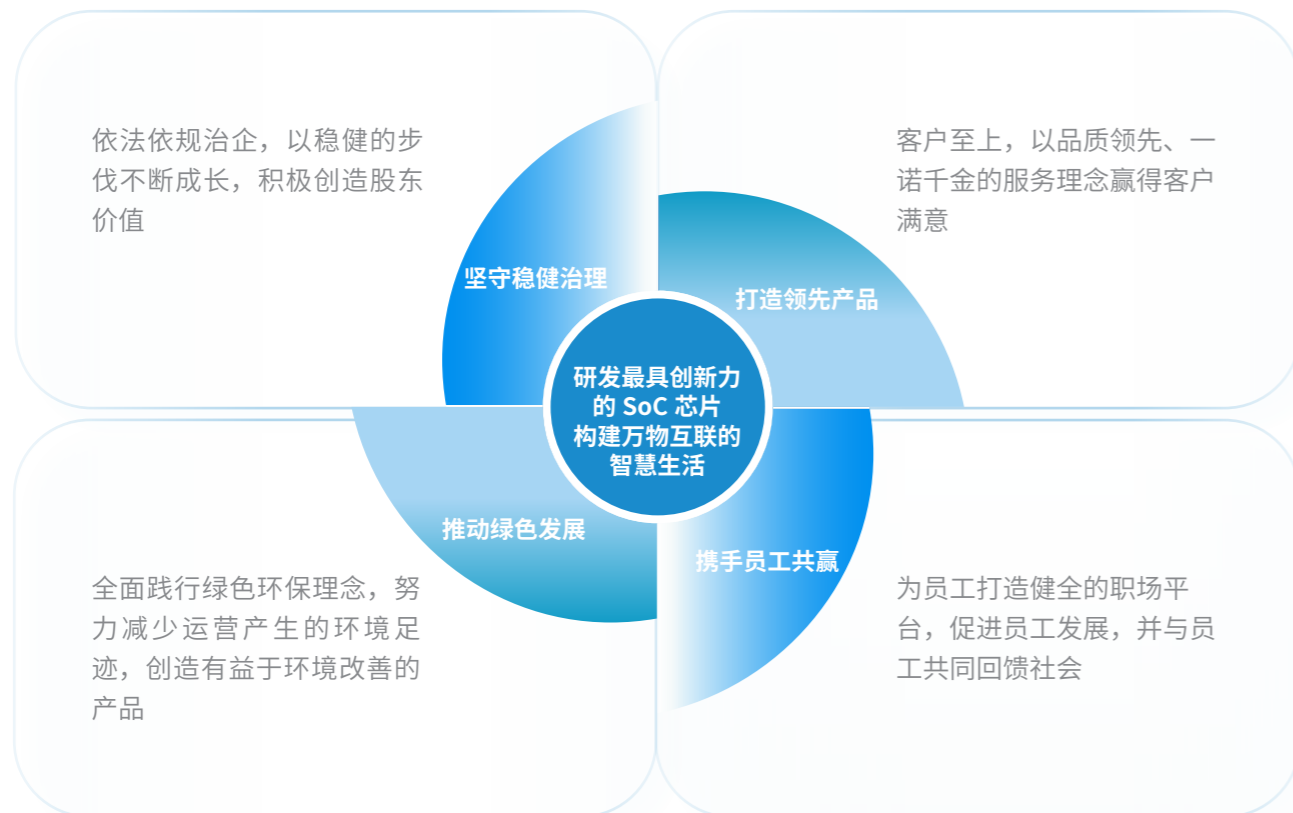 依法依规治企，以稳健的步
伐不断成长，积极创造股东
价值
坚守稳健治理
客户至上，以品质领先、一
诺千金的服务理念赢得客户
满意
打造领先产品
研发最具创新力
的 SoC 芯片
构建万物互联的
智慧生活
推动绿色发展
全面践行绿色环保理念，努
力减少运营产生的环境足
迹，创造有益于环境改善的
产品
携手员工共赢
为员工打造健全的职场平
台，促进员工发展，并与员
工共同回馈社会